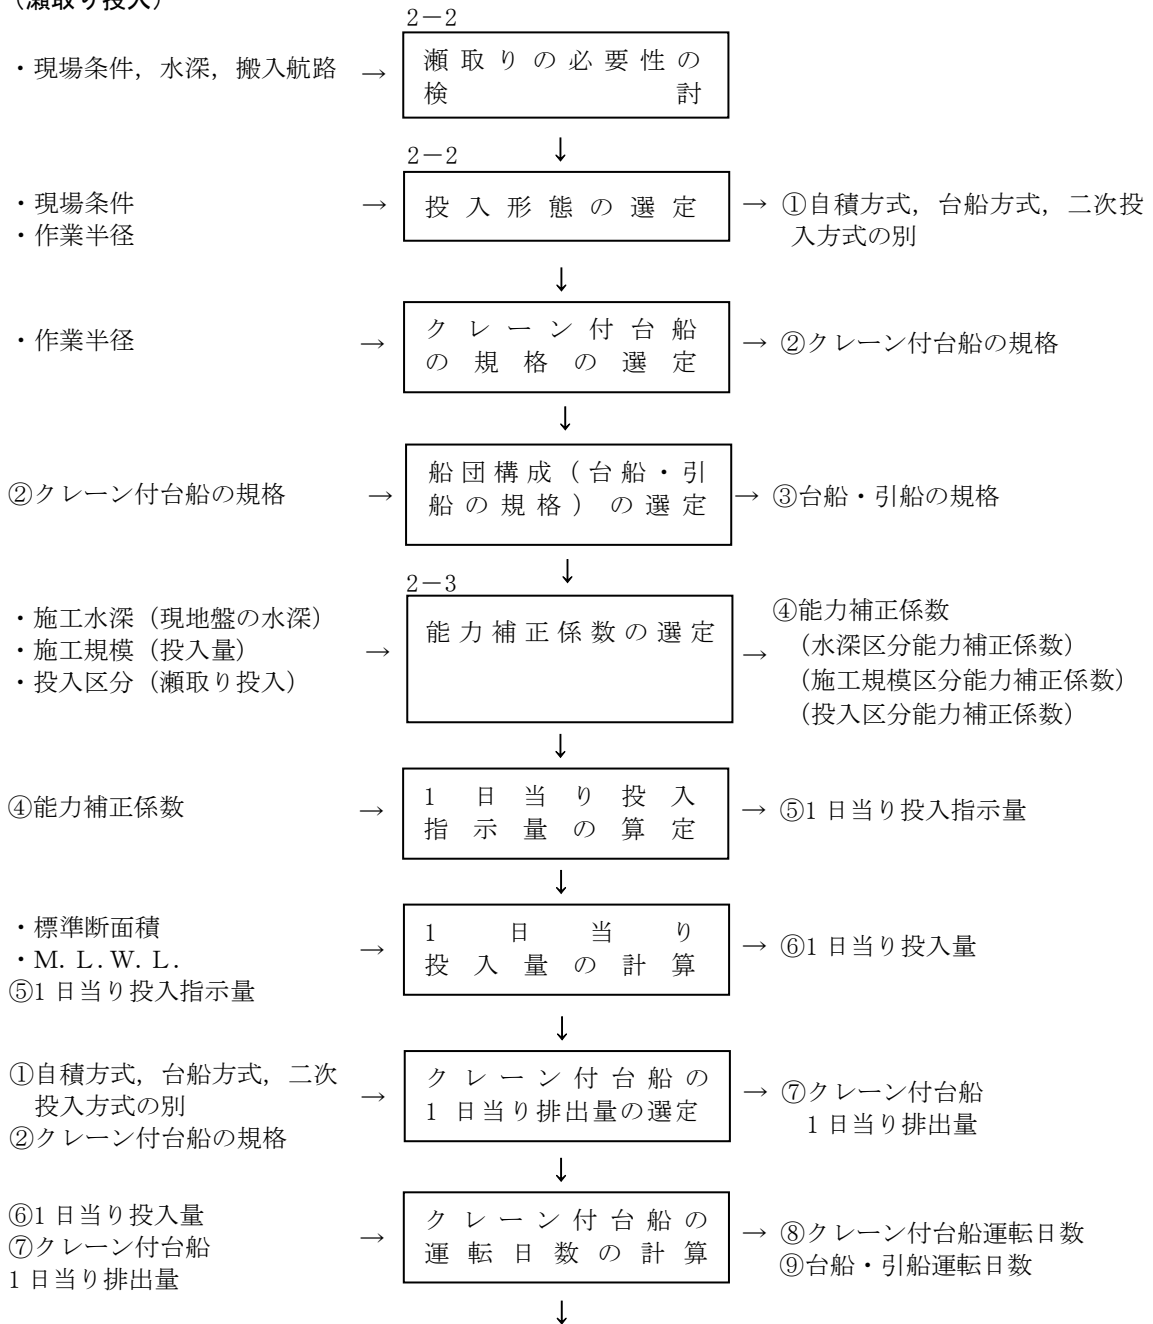 （瀬取り投入）
2－2
・現場条件，水深，搬入航路 →
瀬取りの必要性の
検討
↓
2－2
・現場条件
・作業半径
→
投入形態の選定
→ ①自積方式，台船方式，二次投
入方式の別
↓
・作業半径
→
クレーン付台船
の規格の選定
→ ②クレーン付台船の規格
↓
②クレーン付台船の規格
→
船団構成（台船・引
船の規格）の選定
→ ③台船・引船の規格
↓
2－3
・施工水深（現地盤の水深）
・施工規模（投入量）
・投入区分（瀬取り投入）
→
能力補正係数の選定
→
④能力補正係数
（水深区分能力補正係数）
（施工規模区分能力補正係数）
（投入区分能力補正係数）
↓
④能力補正係数
→
1日当り投入
指示量の算定
→ ⑤1日当り投入指示量
↓
・標準断面積
・M. L. W. L.
⑤1日当り投入指示量
→
1日当り
投入量の計算
→ ⑥1日当り投入量
↓
①自積方式，台船方式，二次
投入方式の別
②クレーン付台船の規格
→
クレーン付台船の
1日当り排出量の選定
→ ⑦クレーン付台船
1日当り排出量
↓
⑥1日当り投入量
⑦クレーン付台船
1日当り排出量
→
クレーン付台船の
運転日数の計算
→ ⑧クレーン付台船運転日数
⑨台船・引船運転日数
↓